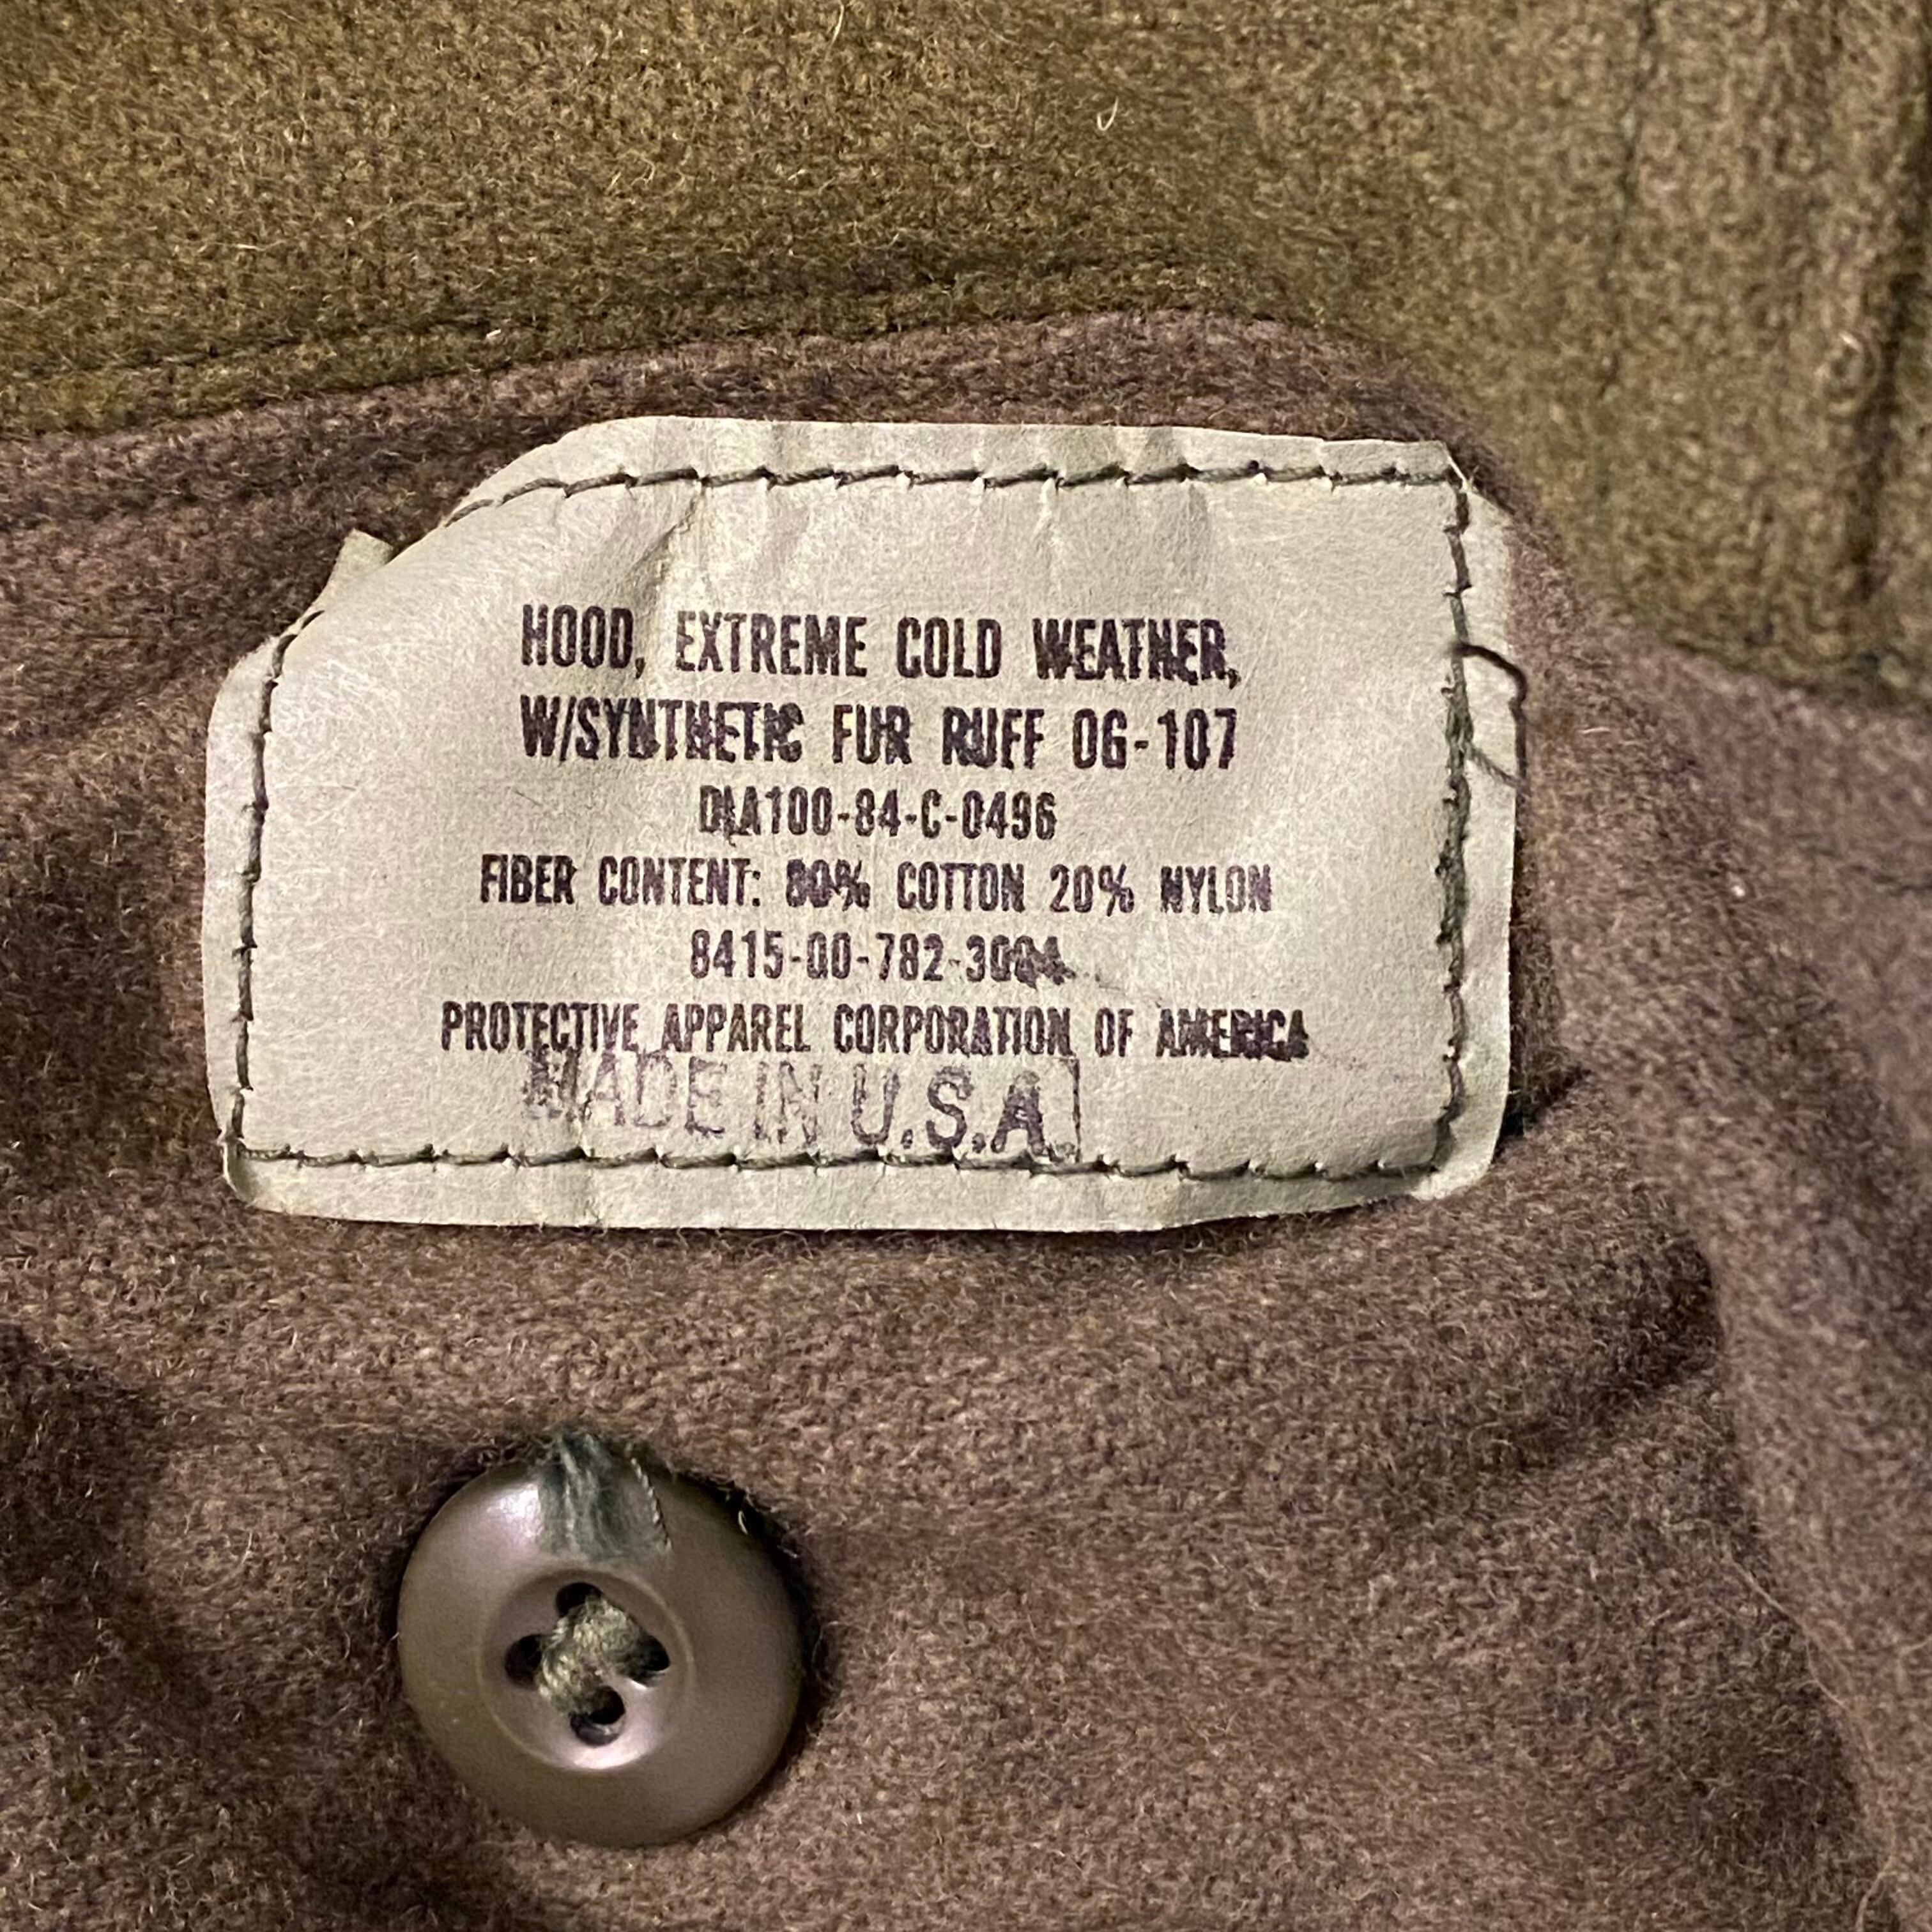 HOOD, EXTREME COLD WEATHER,
W/SYNTHETIC FUR RUFF OG-107
DLA100-84-C-0496
FIBER CONTENT: 80% COTTON 20% NYLON
8415-00-782-3004
PROTECTIVE APPAREL CORPORATION OF AMERICA
MADE IN U.S.A.